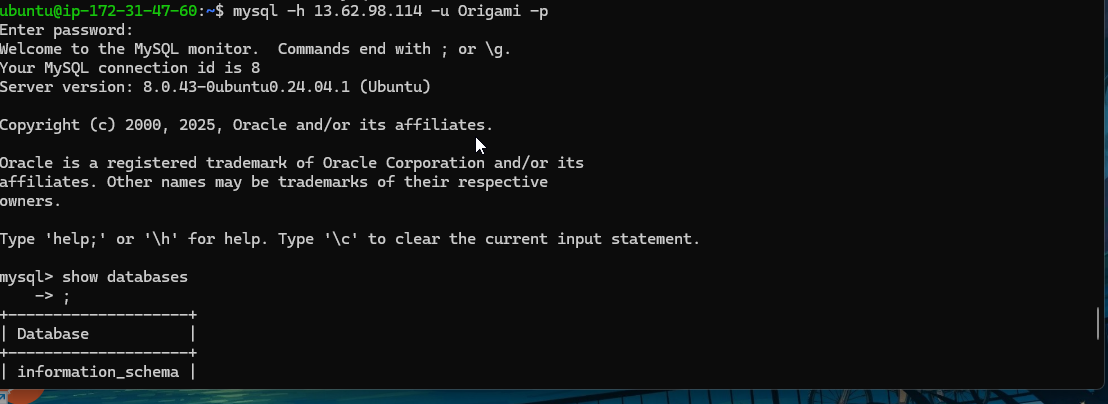 ubuntu@ip-172-31-47-60:~$ mysql -h 13.62.98.114 -u Origami -p
Enter password:
Welcome to the MySQL monitor.  Commands end with ; or \g.
Your MySQL connection id is 8
Server version: 8.0.43-0ubuntu0.24.04.1 (Ubuntu)

Copyright (c) 2000, 2025, Oracle and/or its affiliates.

Oracle is a registered trademark of Oracle Corporation and/or its
affiliates. Other names may be trademarks of their respective
owners.

Type 'help;' or '\h' for help. Type '\c' to clear the current input statement.

mysql> show databases
    -> ;
+--------------------+
| Database           |
+--------------------+
| information_schema |